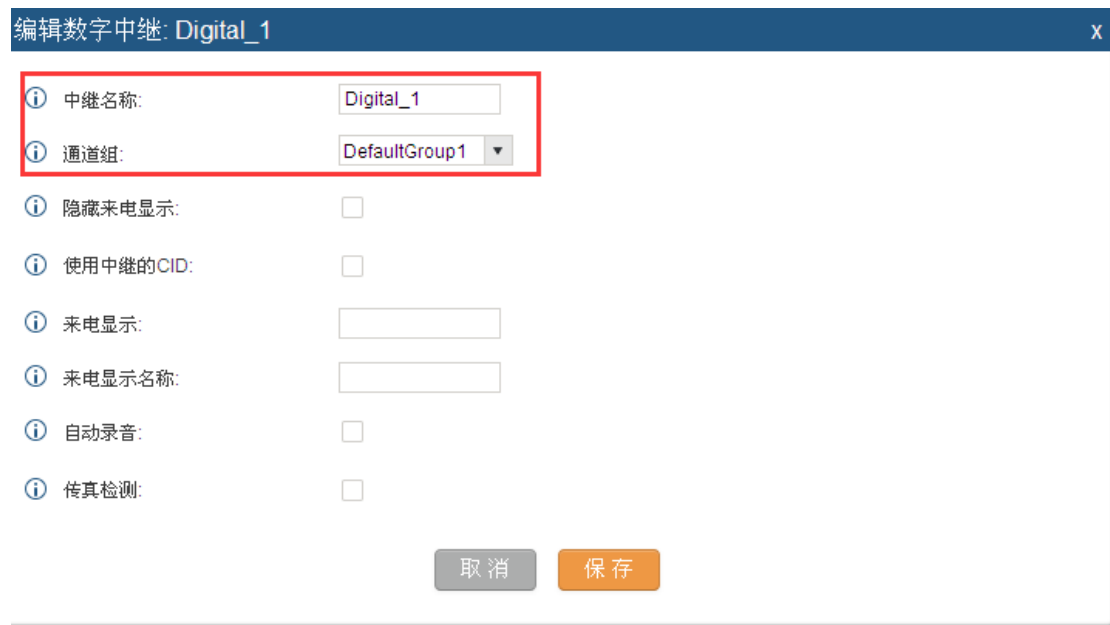 编辑数字中继: Digital_1 X
中继名称: Digital_1
通道组: DefaultGroup1
隐藏来电显示:
使用中继的CID:
来电显示:
来电显示名称:
自动录音:
传真检测:
取消 保存